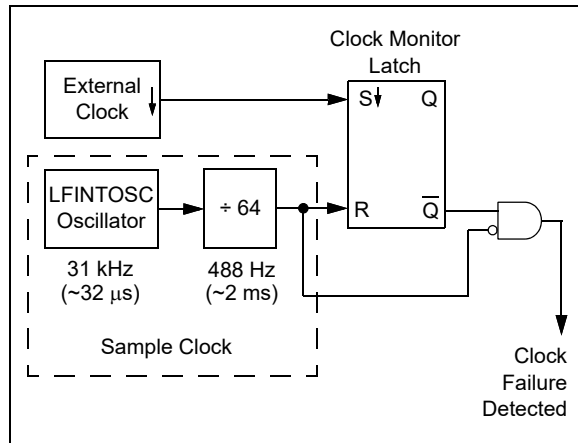 Clock Monitor
Latch
External
Clock
S
Q
LFINTOSC
Oscillator
÷ 64
R
Q̅
31 kHz
(~32 μs)
488 Hz
(~2 ms)
Sample Clock
Clock
Failure
Detected